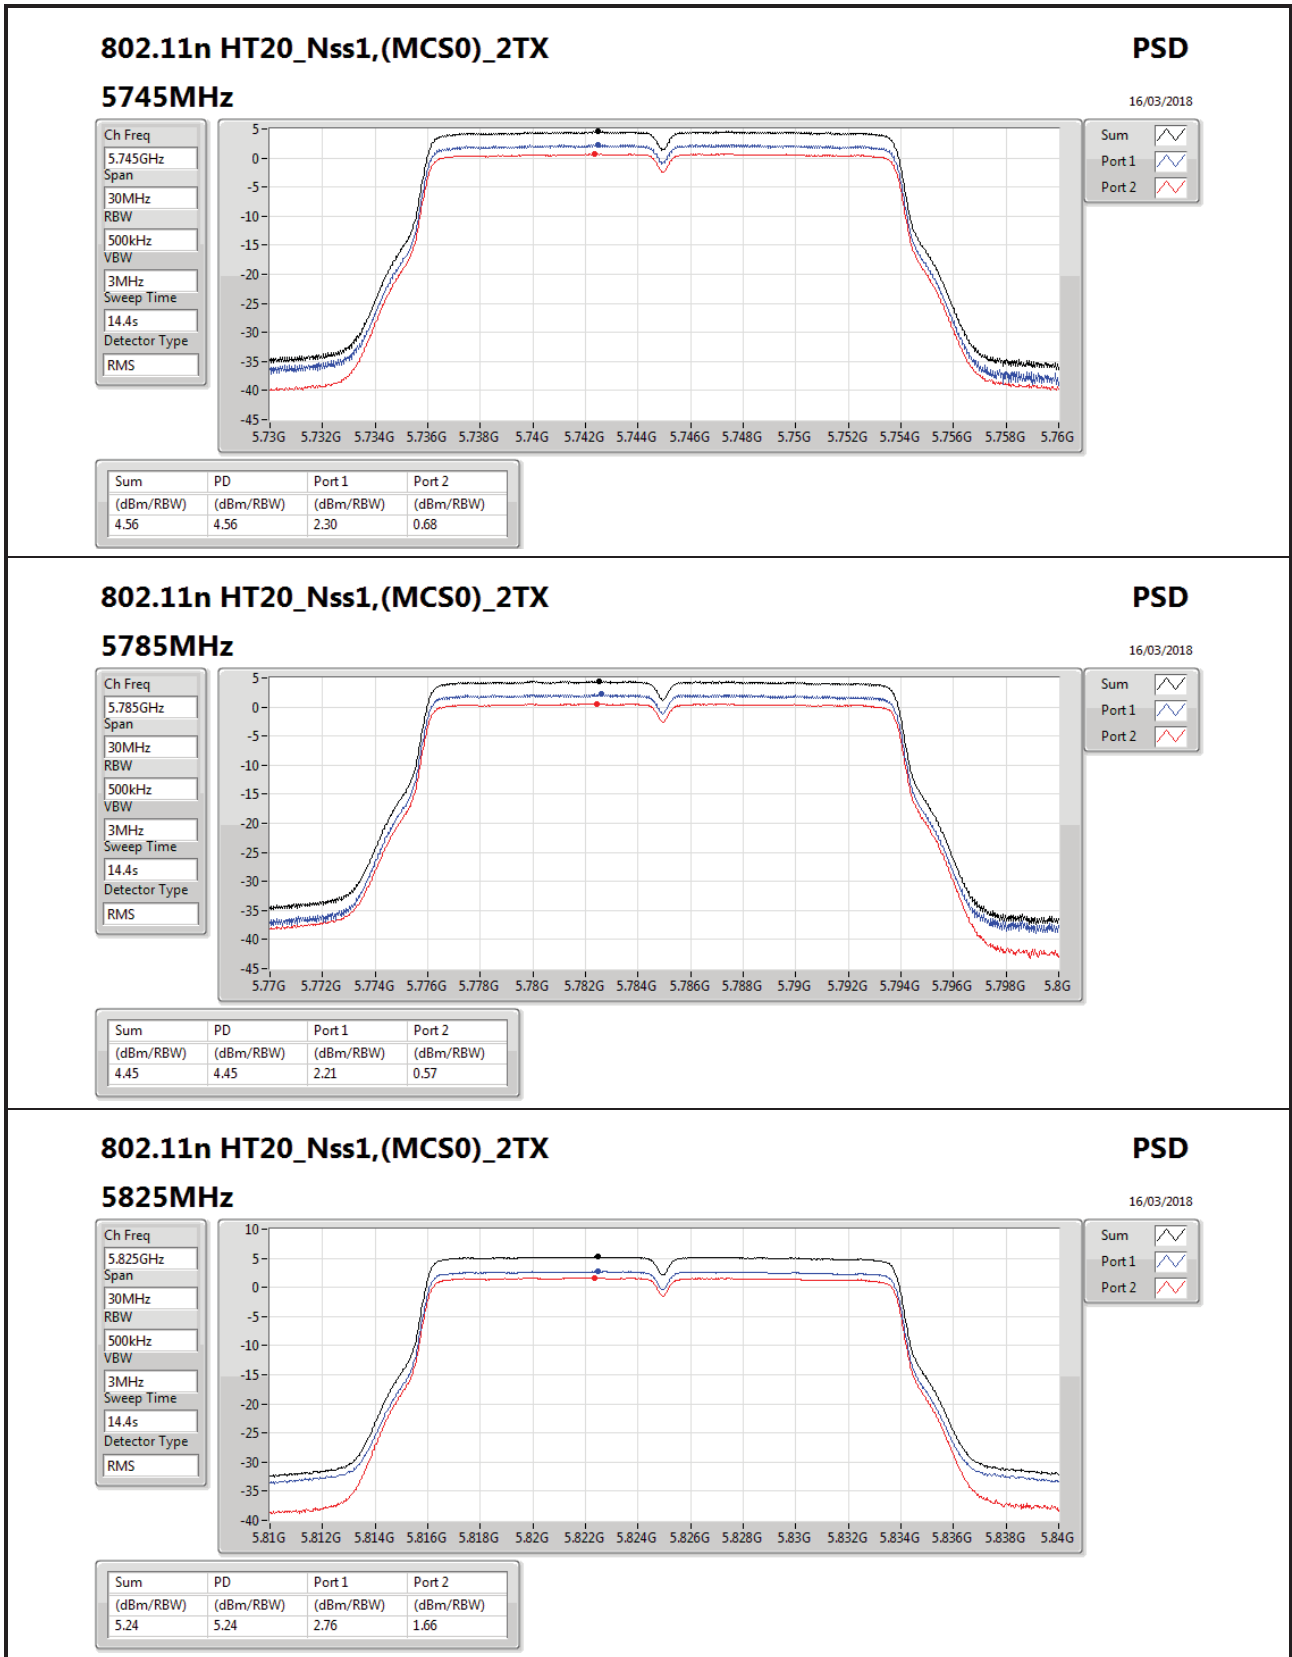 802.11n HT20_Nss1,(MCS0)_2TX PSD
5745MHz 16/03/2018
Ch Freq
5.745GHz
Span
30MHz
RBW
500kHz
VBW
3MHz
Sweep Time
14.4s
Detector Type
RMS
5
0
-5
-10
-15
-20
-25
-30
-35
-40
-45
5.73G 5.732G 5.734G 5.736G 5.738G 5.74G 5.742G 5.744G 5.746G 5.748G 5.75G 5.752G 5.754G 5.756G 5.758G 5.76G
Sum
Port 1
Port 2
Sum PD Port 1 Port 2
(dBm/RBW) (dBm/RBW) (dBm/RBW) (dBm/RBW)
4.56 4.56 2.30 0.68
802.11n HT20_Nss1,(MCS0)_2TX PSD
5785MHz 16/03/2018
Ch Freq
5.785GHz
Span
30MHz
RBW
500kHz
VBW
3MHz
Sweep Time
14.4s
Detector Type
RMS
5
0
-5
-10
-15
-20
-25
-30
-35
-40
-45
5.77G 5.772G 5.774G 5.776G 5.778G 5.78G 5.782G 5.784G 5.786G 5.788G 5.79G 5.792G 5.794G 5.796G 5.798G 5.8G
Sum
Port 1
Port 2
Sum PD Port 1 Port 2
(dBm/RBW) (dBm/RBW) (dBm/RBW) (dBm/RBW)
4.45 4.45 2.21 0.57
802.11n HT20_Nss1,(MCS0)_2TX PSD
5825MHz 16/03/2018
Ch Freq
5.825GHz
Span
30MHz
RBW
500kHz
VBW
3MHz
Sweep Time
14.4s
Detector Type
RMS
10
5
0
-5
-10
-15
-20
-25
-30
-35
-40
5.81G 5.812G 5.814G 5.816G 5.818G 5.82G 5.822G 5.824G 5.826G 5.828G 5.83G 5.832G 5.834G 5.836G 5.838G 5.84G
Sum
Port 1
Port 2
Sum PD Port 1 Port 2
(dBm/RBW) (dBm/RBW) (dBm/RBW) (dBm/RBW)
5.24 5.24 2.76 1.66